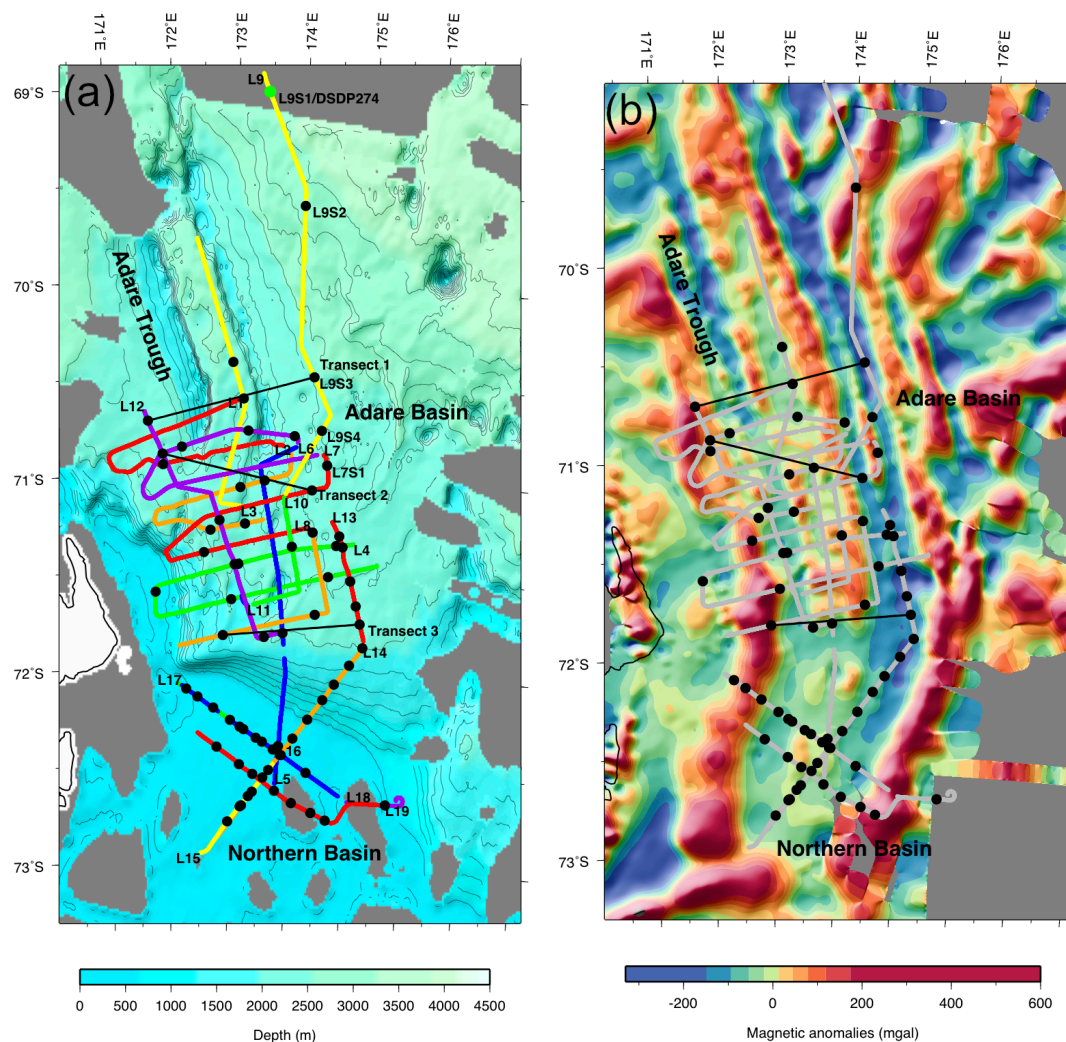 171°E
172°E
173°E
174°E
175°E
176°E
(a)
69°S
70°S
71°S
72°S
73°S
L9
L9S1/DSDP274
L9S2
Adare Trough
Transect 1
L9S3
L12
L1
Adare Basin
L9S4
L2
L6
L7
L7S1
Transect 2
L10
L3
L13
L8
L4
L11
Transect 3
L14
L17
16
L5
L18
L19
L15
Northern Basin
0
500
1000
1500
2000
2500
3000
3500
4000
4500
Depth (m)
171°E
172°E
173°E
174°E
175°E
176°E
(b)
70°S
71°S
72°S
73°S
Adare Trough
Adare Basin
Northern Basin
-200
0
200
400
600
Magnetic anomalies (mgal)